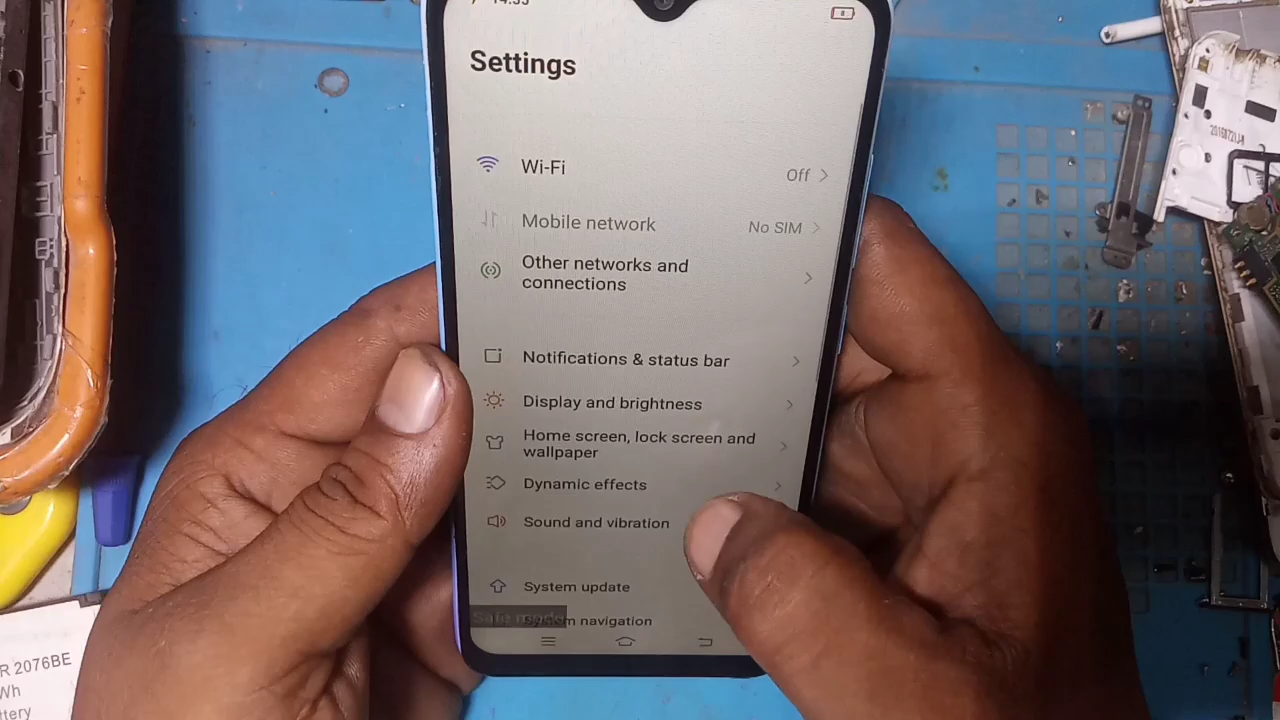 14:35
Settings
Wi-Fi
Off
Mobile network
No SIM
Other networks and
connections
Notifications & status bar
Display and brightness
Home screen, lock screen and
wallpaper
Dynamic effects
Sound and vibration
System update
Safe mode
System navigation
R 2076BE
Wh
ttery